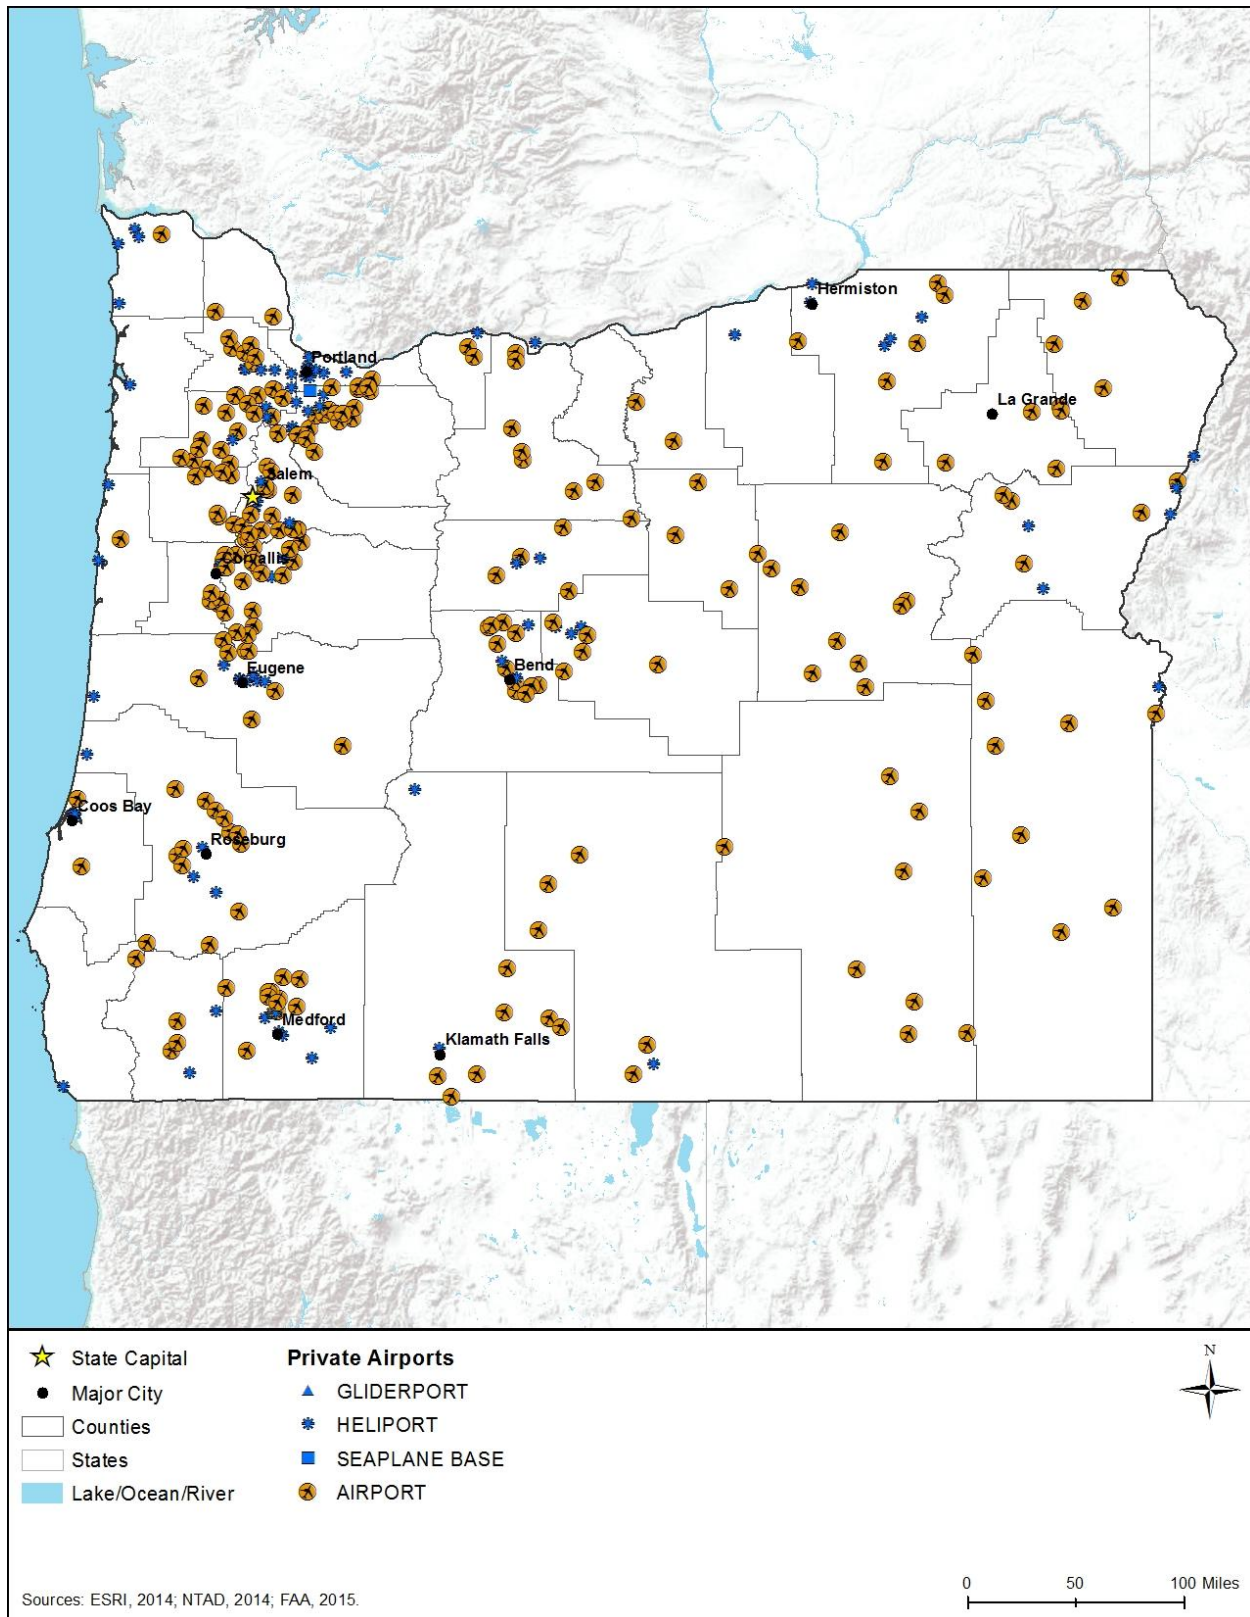 Hermiston
Portland
La Grande
Salem
Corvallis
Eugene
Bend
Coos Bay
Roseburg
Medford
Klamath Falls
State Capital
Major City
Counties
States
Lake/Ocean/River
Private Airports
GLIDERPORT
HELIPORT
SEAPLANE BASE
AIRPORT
N
Sources: ESRI, 2014; NTAD, 2014; FAA, 2015.
0 50 100 Miles